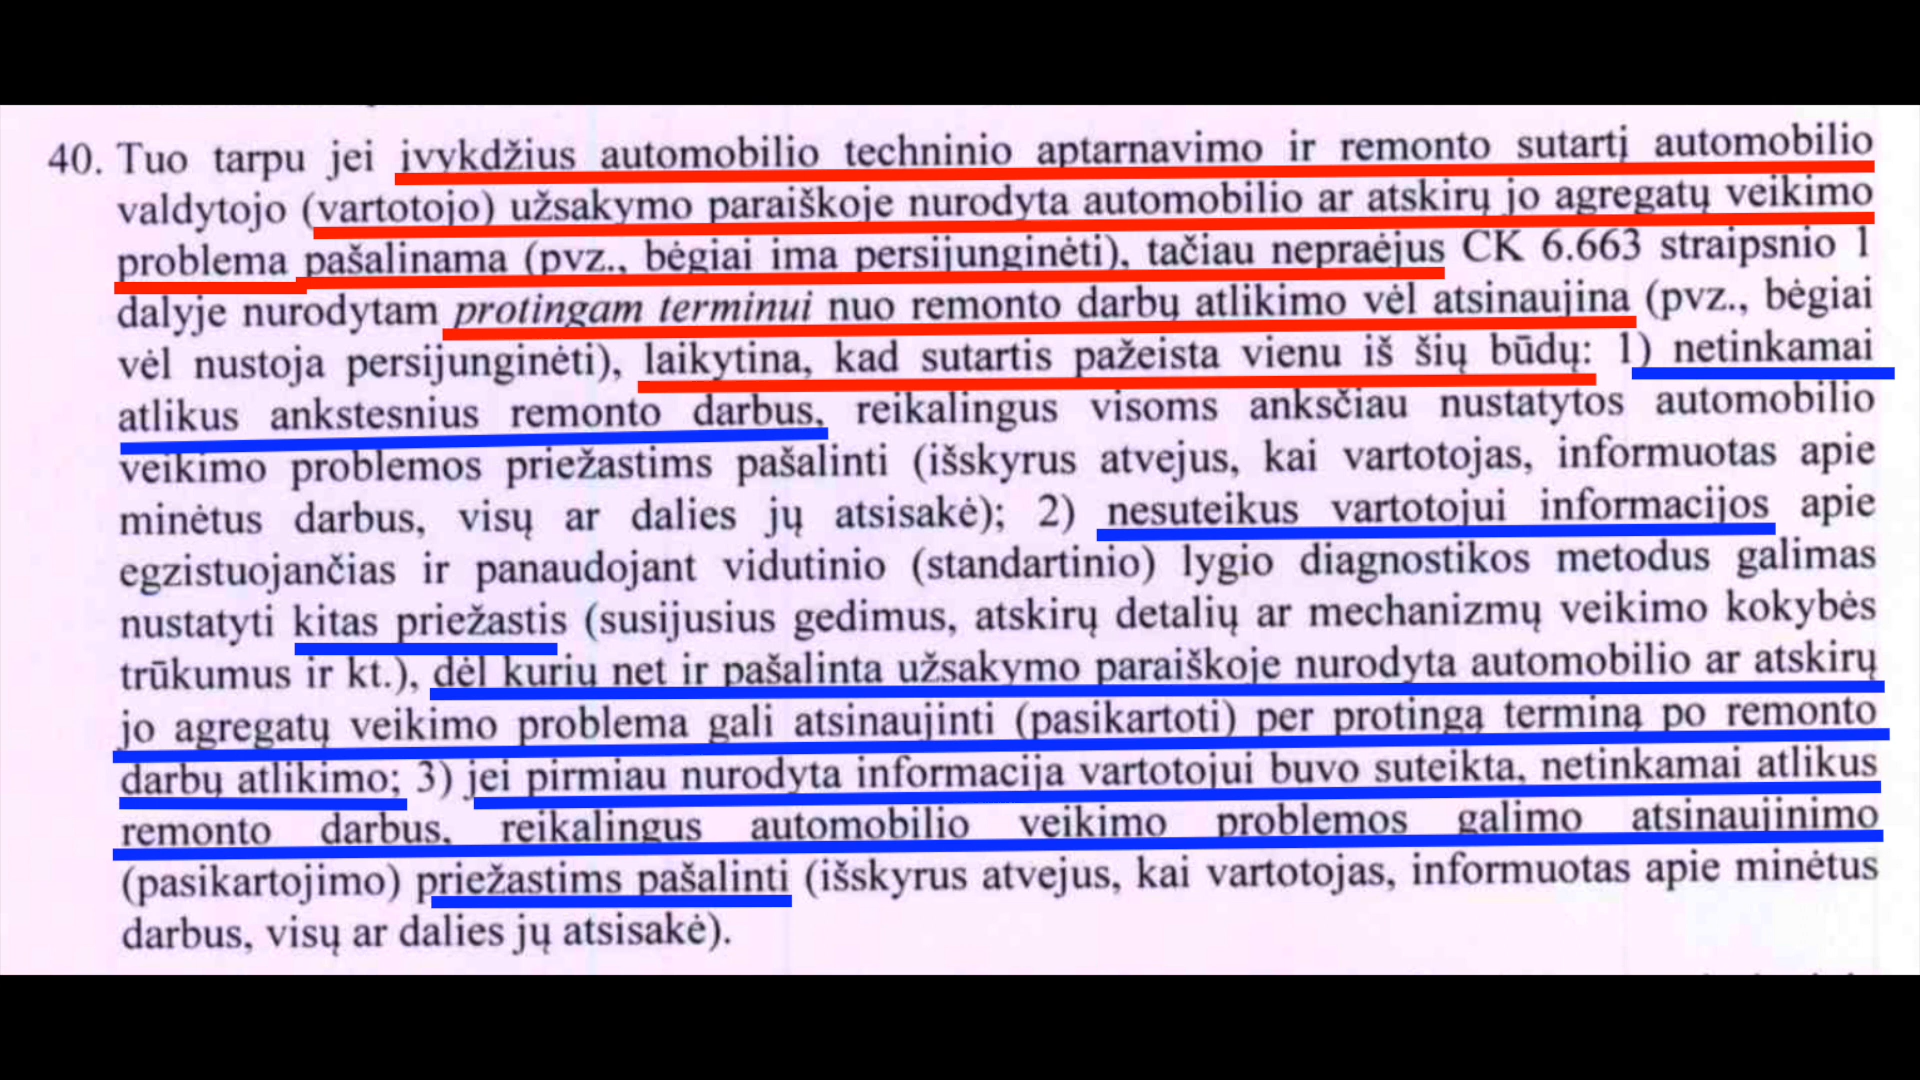 40. Tuo tarpu jei įvykdžius automobilio techninio aptarnavimo ir remonto sutartį automobilio
valdytojo (vartotojo) užsakymo paraiškoje nurodyta automobilio ar atskirų jo agregatų veikimo
problema pašalinama (pvz., bėgiai ima persijunginėti), tačiau nepraėjus CK 6.663 straipsnio 1
dalyje nurodytam protingam terminui nuo remonto darbų atlikimo vėl atsinaujina (pvz., bėgiai
vėl nustoja persijunginėti), laikytina, kad sutartis pažeista vienu iš šių būdų: 1) netinkamai
atlikus ankstesnius remonto darbus, reikalingus visoms anksčiau nustatytos automobilio
veikimo problemos priežastims pašalinti (išskyrus atvejus, kai vartotojas, informuotas apie
minėtus darbus, visų ar dalies jų atsisakė); 2) nesuteikus vartotojui informacijos apie
egzistuojančias ir panaudojant vidutinio (standartinio) lygio diagnostikos metodus galimas
nustatyti kitas priežastis (susijusius gedimus, atskirų detalių ar mechanizmų veikimo kokybės
trūkumus ir kt.), dėl kurių net ir pašalinta užsakymo paraiškoje nurodyta automobilio ar atskirų
jo agregatų veikimo problema gali atsinaujinti (pasikartoti) per protingą terminą po remonto
darbų atlikimo; 3) jei pirmiau nurodyta informacija vartotojui buvo suteikta, netinkamai atlikus
remonto darbus, reikalingus automobilio veikimo problemos galimo atsinaujinimo
(pasikartojimo) priežastims pašalinti (išskyrus atvejus, kai vartotojas, informuotas apie minėtus
darbus, visų ar dalies jų atsisakė).